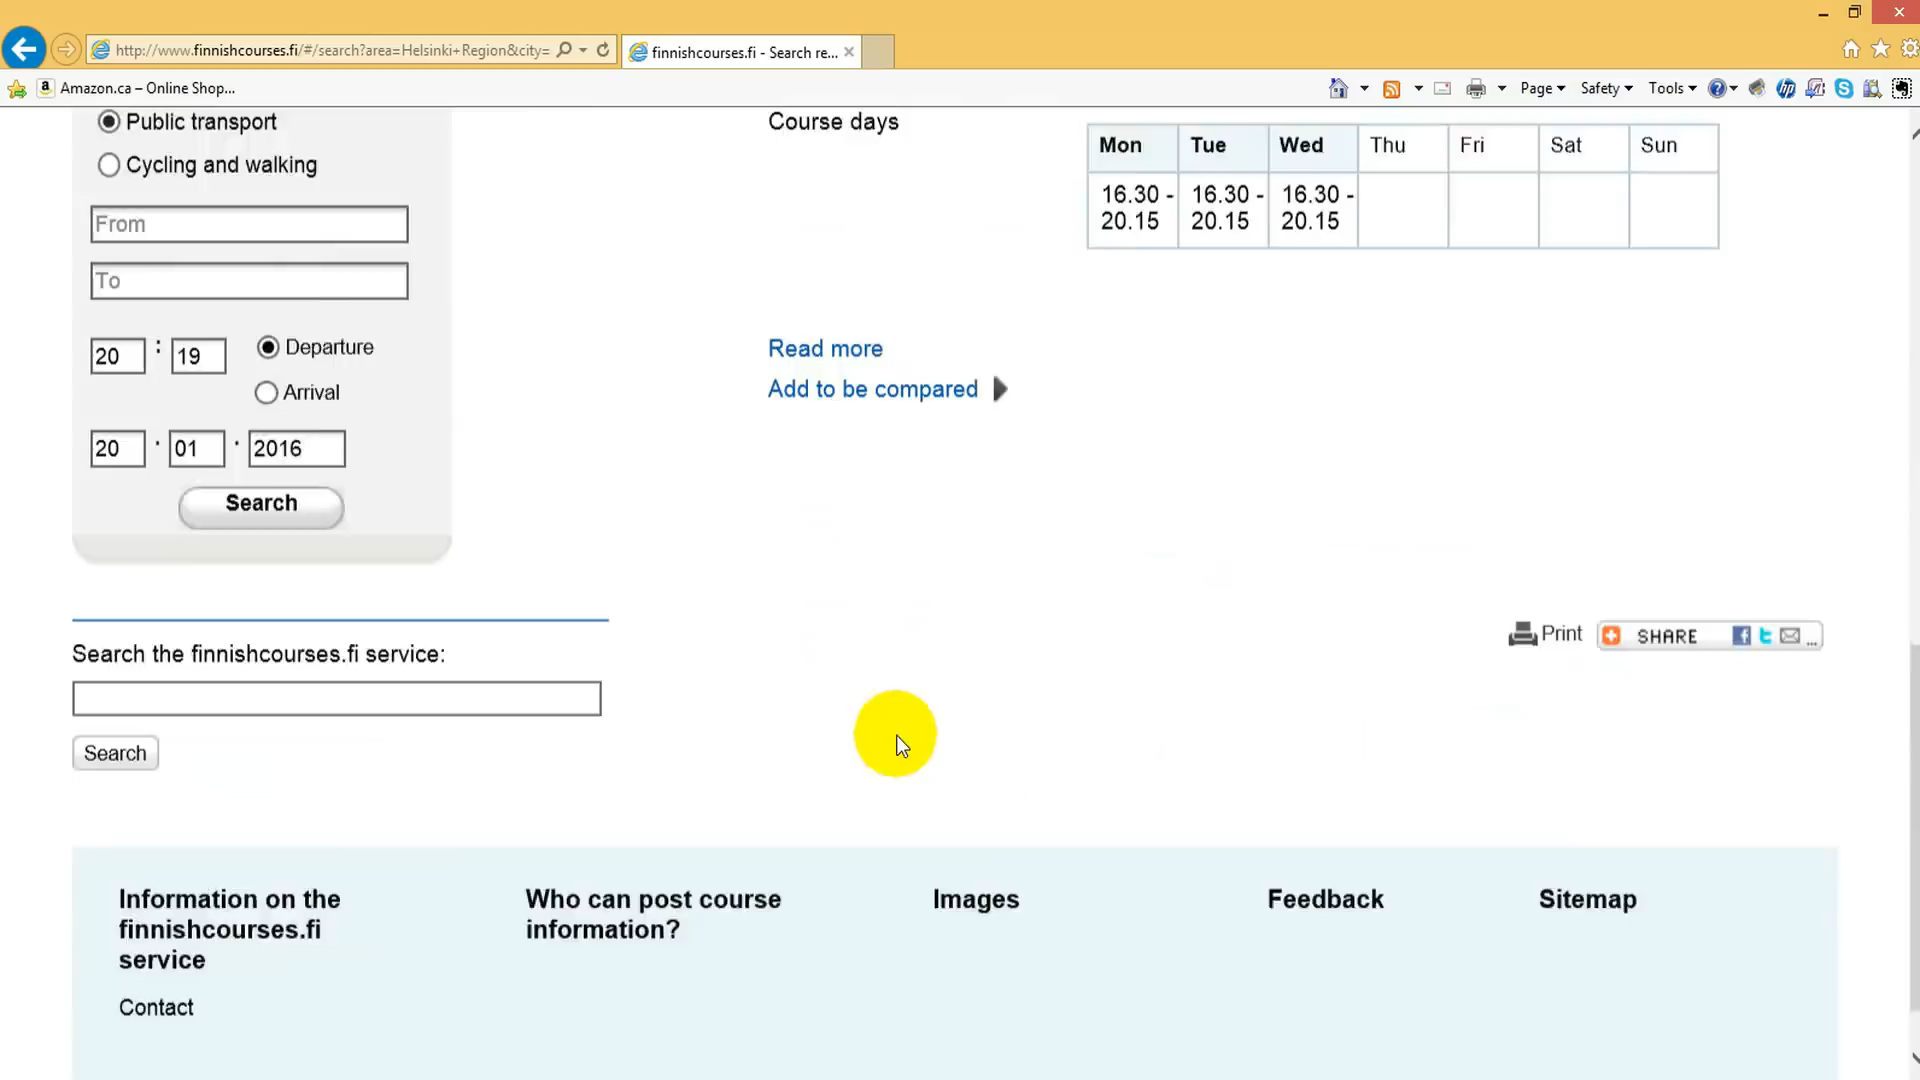 http://www.finnishcourses.fi/#/search?area=Helsinki+Region&city=
finnishcourses.fi - Search re...
Amazon.ca – Online Shop...
Page
Safety
Tools
Public transport
Cycling and walking
From
To
20 : 19
Departure
Arrival
20 . 01 . 2016
Search
Course days
Mon Tue Wed Thu Fri Sat Sun
16.30 - 16.30 - 16.30 -
20.15 20.15 20.15
Read more
Add to be compared
Print
SHARE
Search the finnishcourses.fi service:
Search
Information on the
finnishcourses.fi
service
Contact
Who can post course
information?
Images
Feedback
Sitemap